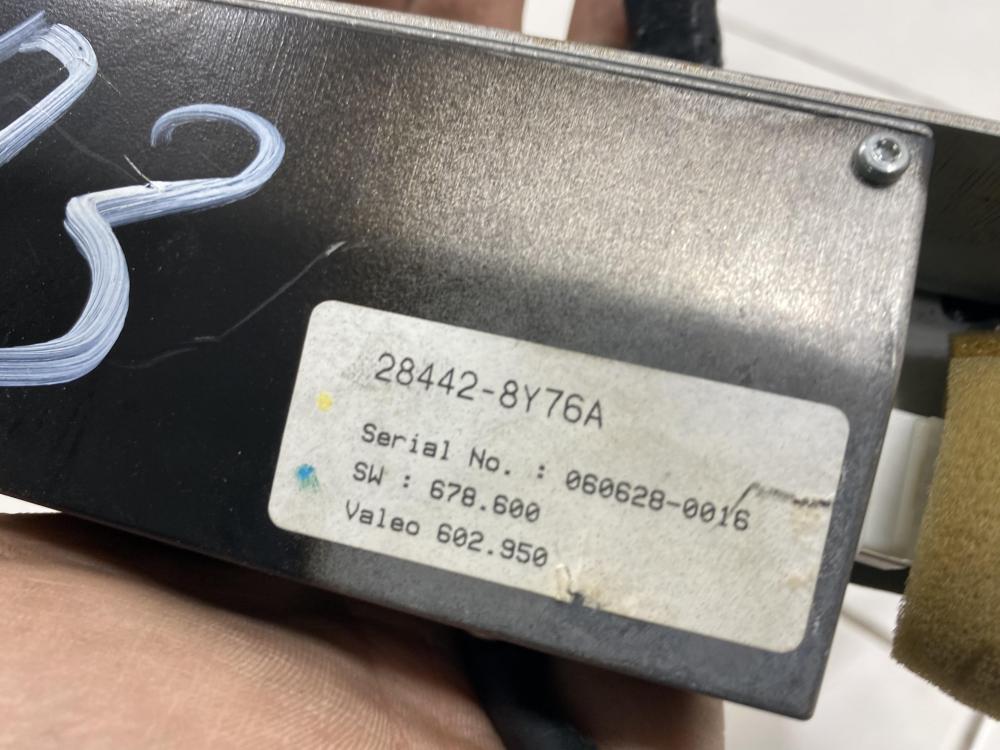 28442-8Y76A
Serial No. : 060628-0016
SW : 678.600
Valeo 602.950